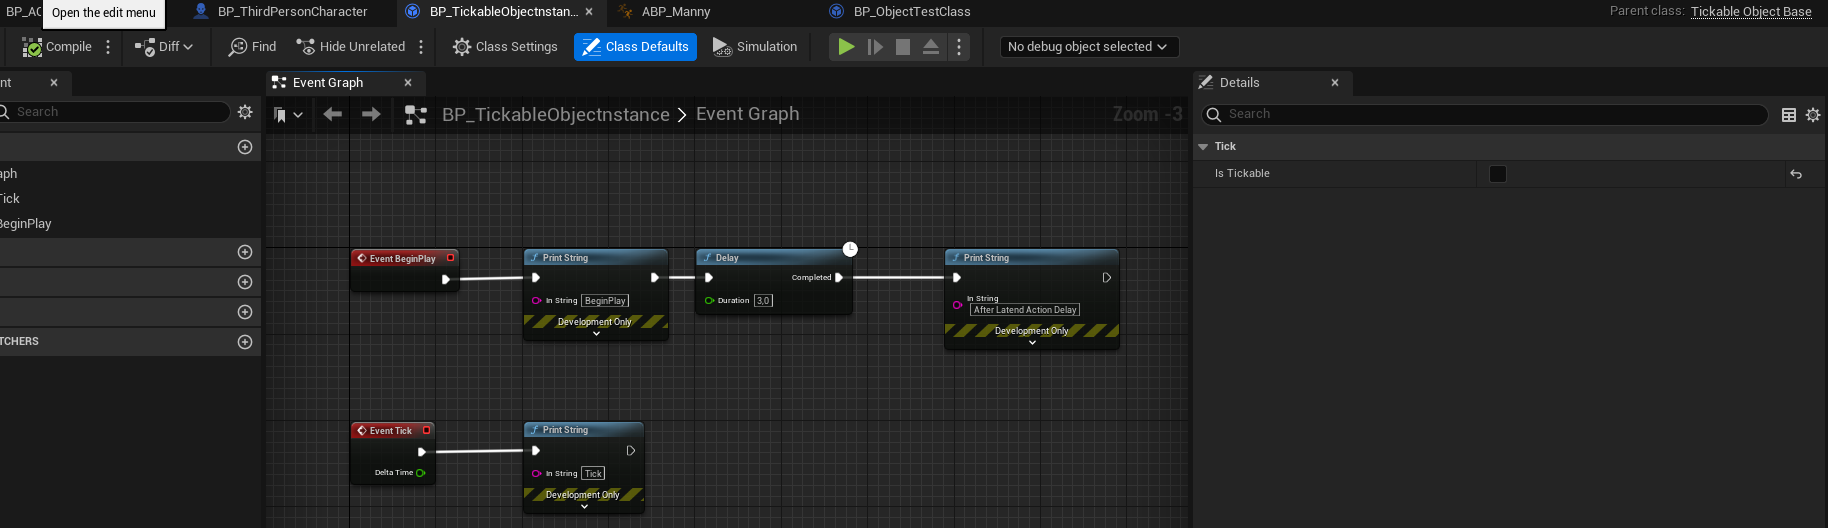 BP_AC
Open the edit menu
BP_ThirdPersonCharacter
BP_TickableObjectnstan...
ABP_Manny
BP_ObjectTestClass
Parent class: Tickable Object Base
Compile
Diff
Find
Hide Unrelated
Class Settings
Class Defaults
Simulation
No debug object selected
nt
Event Graph
Details
Search
BP_TickableObjectnstance > Event Graph
Zoom -3
Search
Tick
Is Tickable
aph
Tick
BeginPlay
TCHERS
Event BeginPlay
Print String
In String BeginPlay
Development Only
Delay
Completed
Duration 3,0
Print String
In String
After Latend Action Delay
Development Only
Event Tick
Delta Time
Print String
In String Tick
Development Only